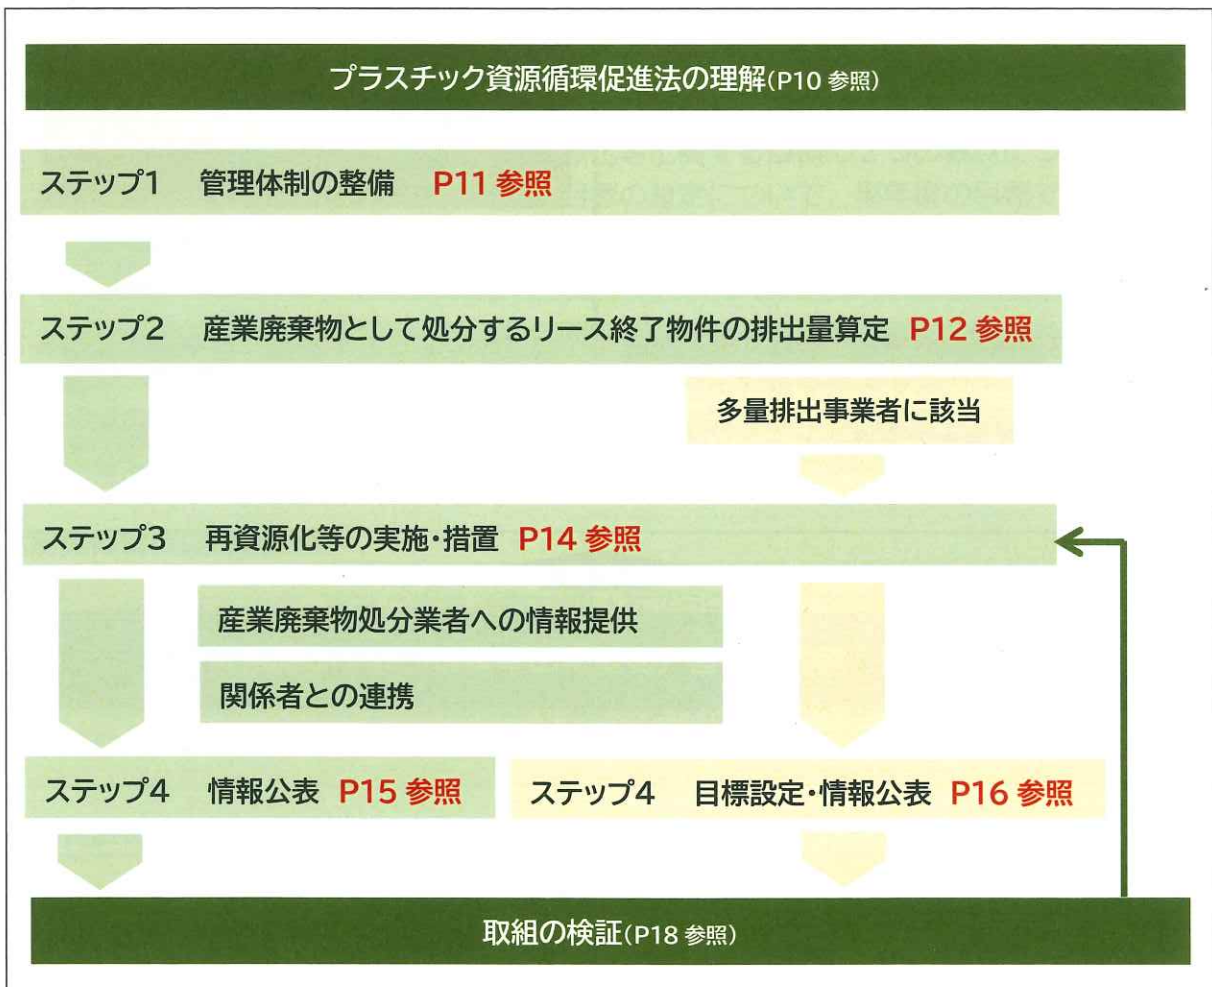 プラスチック資源循環促進法の理解(P10 参照)
ステップ1 管理体制の整備 P11 参照
ステップ2 産業廃棄物として処分するリース終了物件の排出量算定 P12 参照
多量排出事業者に該当
ステップ3 再資源化等の実施・措置 P14 参照
産業廃棄物処分業者への情報提供
関係者との連携
ステップ4 情報公表 P15 参照
ステップ4 目標設定・情報公表 P16 参照
取組の検証(P18 参照)